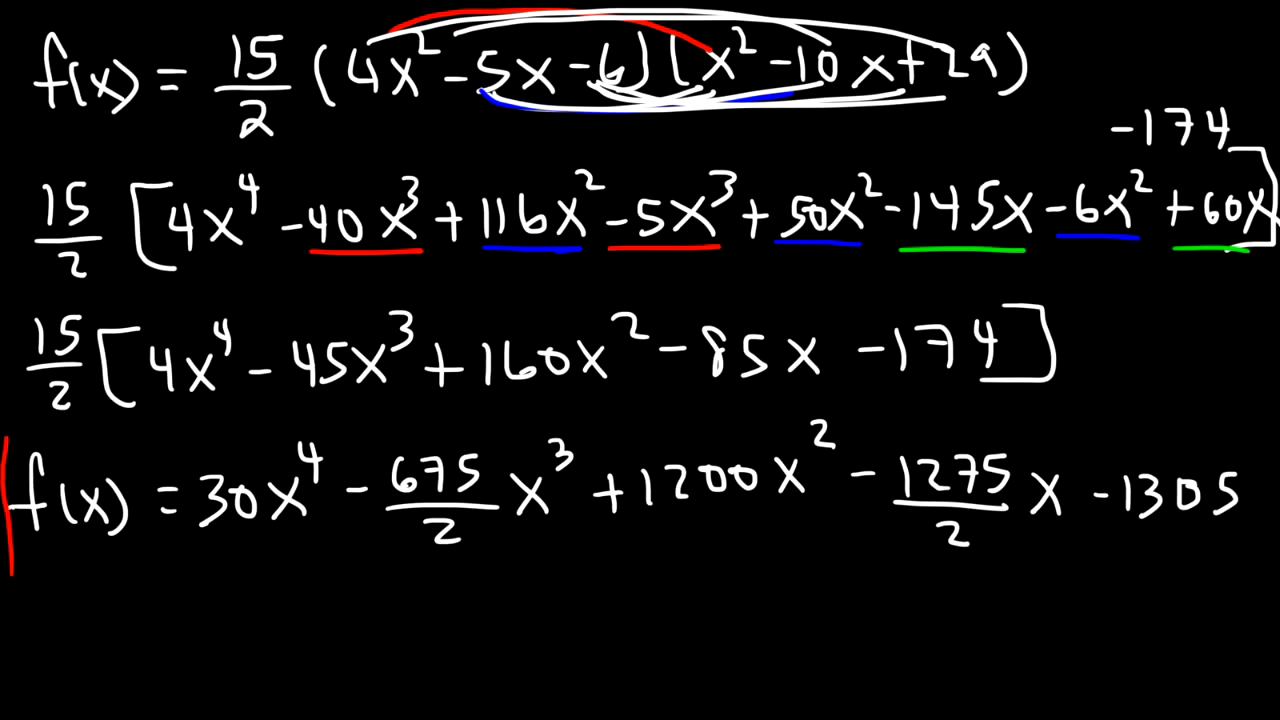 f(x) = 15/2 (4x² - 5x - 6)(x² - 10x + 29)
-174
15/2 [4x⁴ - 40x³ + 116x² - 5x³ + 50x² - 145x - 6x² + 60x]
15/2 [4x⁴ - 45x³ + 160x² - 85x - 174]
f(x) = 30x⁴ - 675/2 x³ + 1200x² - 1275/2 x - 1305